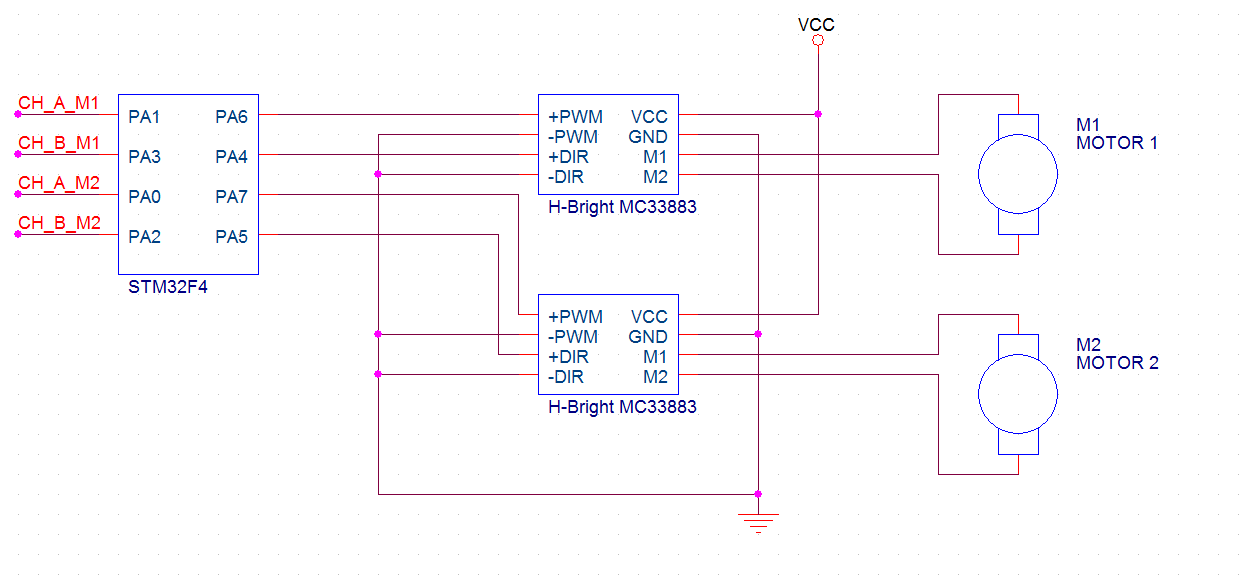 VCC
CH_A_M1
CH_B_M1
CH_A_M2
CH_B_M2
PA1 PA6
PA3 PA4
PA0 PA7
PA2 PA5
STM32F4
+PWM VCC
-PWM GND
+DIR M1
-DIR M2
H-Bright MC33883
M1
MOTOR 1
+PWM VCC
-PWM GND
+DIR M1
-DIR M2
H-Bright MC33883
M2
MOTOR 2